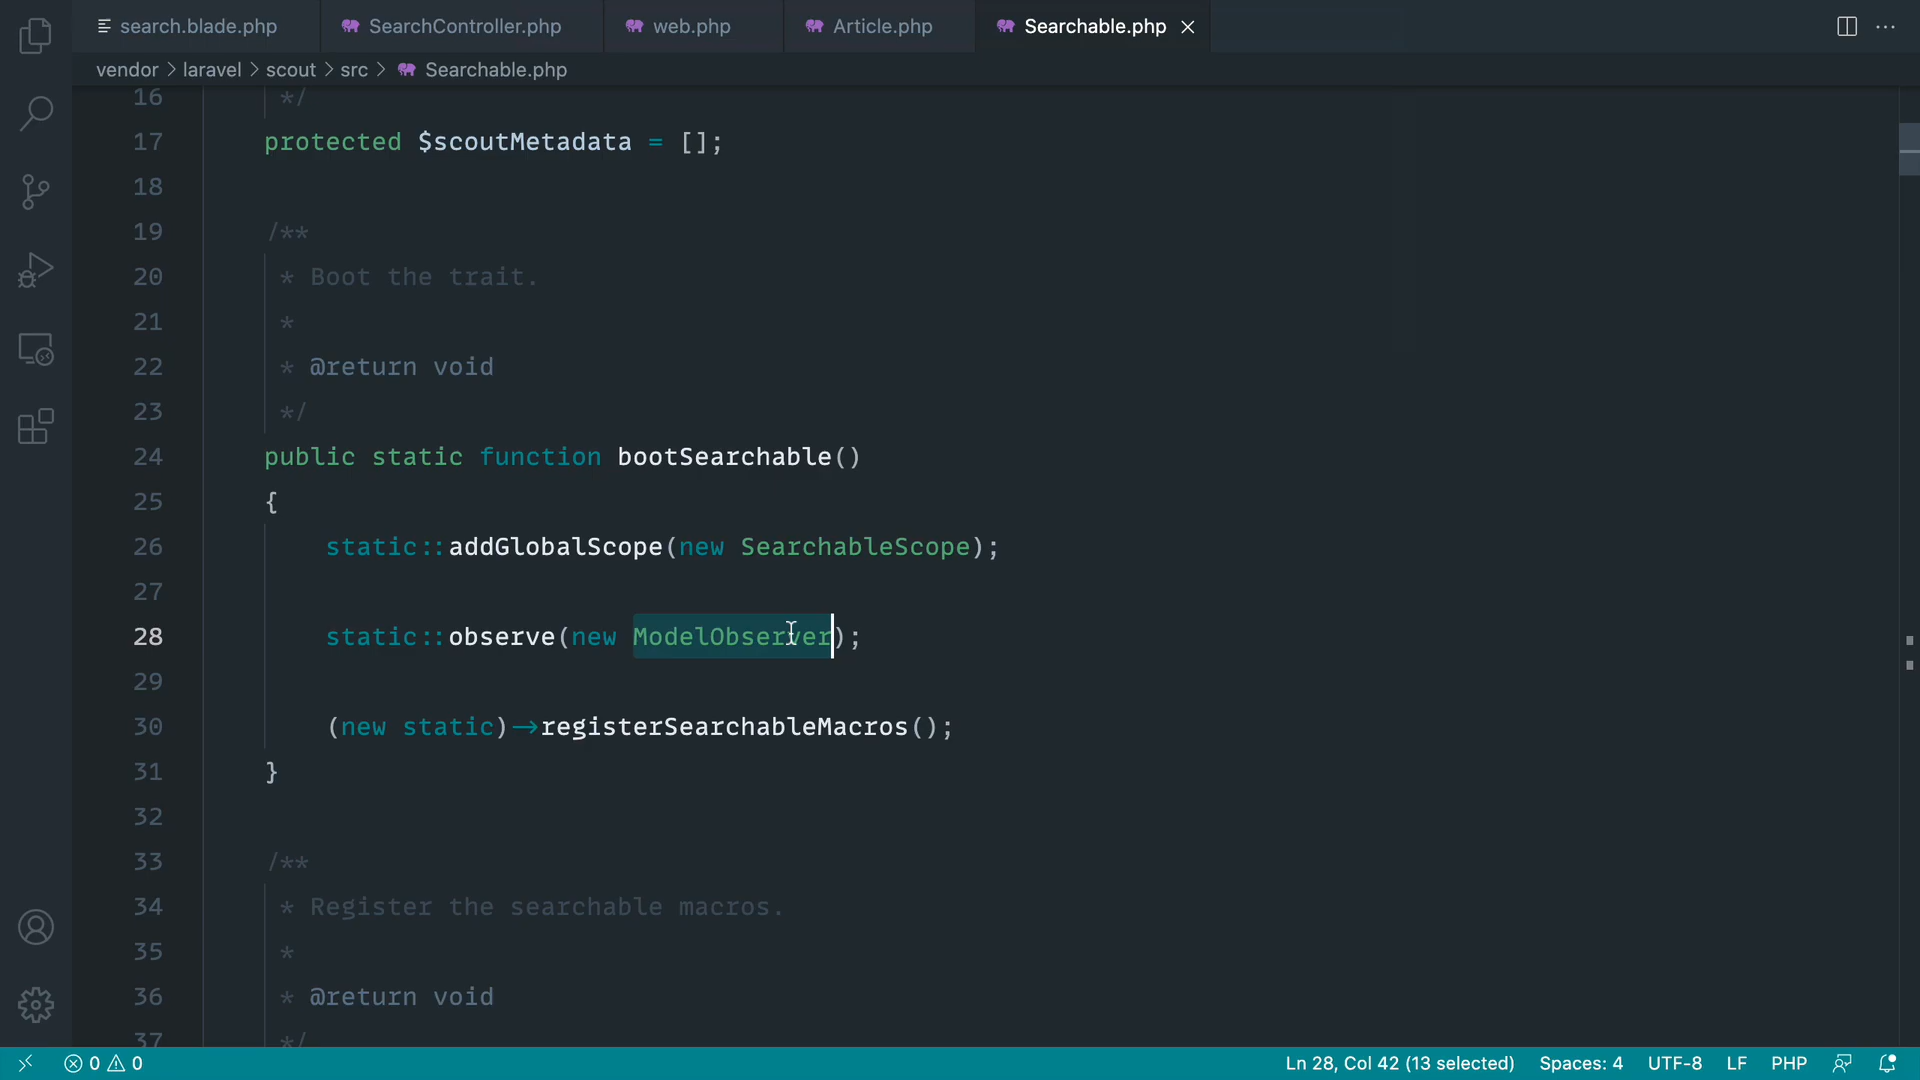 search.blade.php SearchController.php web.php Article.php Searchable.php
vendor > laravel > scout > src > Searchable.php
16 */
17 protected $scoutMetadata = [];
18
19 /**
20 * Boot the trait.
21 *
22 * @return void
23 */
24 public static function bootSearchable()
25 {
26 static::addGlobalScope(new SearchableScope);
27
28 static::observe(new ModelObserver);
29
30 (new static)->registerSearchableMacros();
31 }
32
33 /**
34 * Register the searchable macros.
35 *
36 * @return void
37 */
0 0 Ln 28, Col 42 (13 selected) Spaces: 4 UTF-8 LF PHP